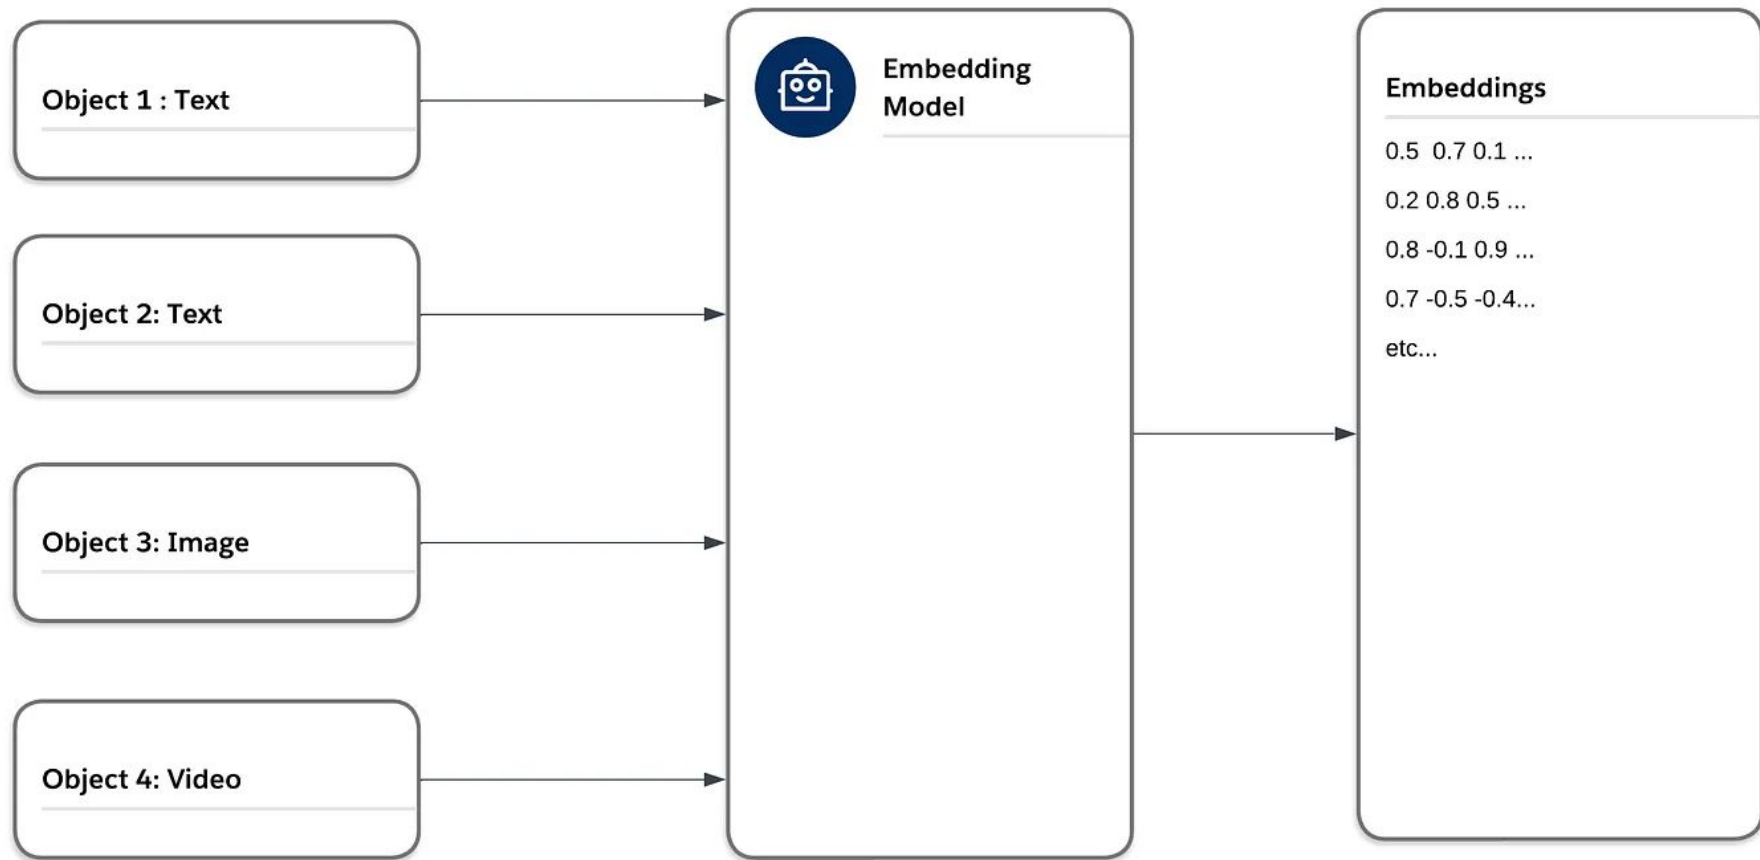 Object 1 : Text
Object 2: Text
Object 3: Image
Object 4: Video
Embedding
Model
Embeddings
0.5  0.7 0.1 ...
0.2 0.8 0.5 ...
0.8 -0.1 0.9 ...
0.7 -0.5 -0.4...
etc...